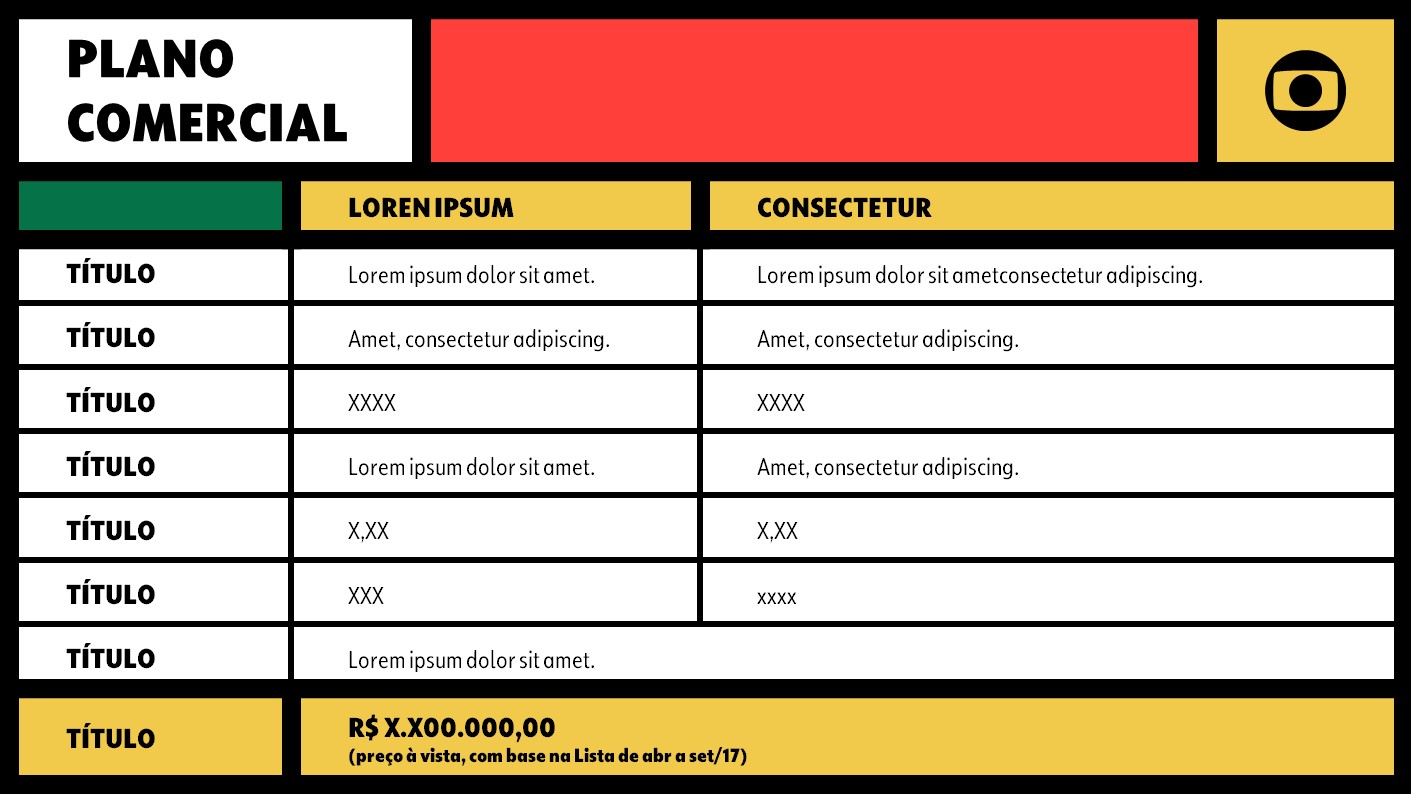 PLANO
COMERCIAL
LOREN IPSUM CONSECTETUR
TÍTULO Lorem ipsum dolor sit amet. Lorem ipsum dolor sit ametconsectetur adipiscing.
TÍTULO Amet, consectetur adipiscing. Amet, consectetur adipiscing.
TÍTULO XXXX XXXX
TÍTULO Lorem ipsum dolor sit amet. Amet, consectetur adipiscing.
TÍTULO X,XX X,XX
TÍTULO XXX xxxx
TÍTULO Lorem ipsum dolor sit amet.
TÍTULO R$ X.X00.000,00
(preço à vista, com base na Lista de abr a set/17)